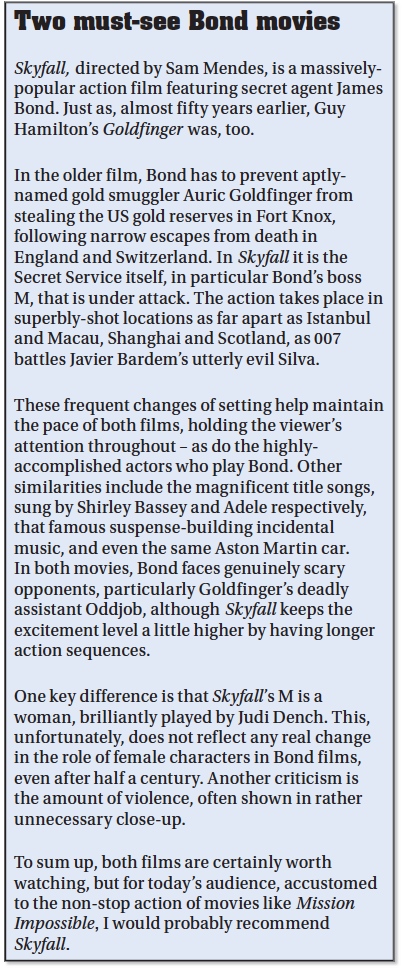 Two must-see Bond movies
Skyfall, directed by Sam Mendes, is a massively-
popular action film featuring secret agent James
Bond. Just as, almost fifty years earlier, Guy
Hamilton's Goldfinger was, too.
In the older film, Bond has to prevent aptly-
named gold smuggler Auric Goldfinger from
stealing the US gold reserves in Fort Knox,
following narrow escapes from death in
England and Switzerland. In Skyfall it is the
Secret Service itself, in particular Bond's boss
M, that is under attack. The action takes place in
superbly-shot locations as far apart as Istanbul
and Macau, Shanghai and Scotland, as 007
battles Javier Bardem's utterly evil Silva.
These frequent changes of setting help maintain
the pace of both films, holding the viewer's
attention throughout – as do the highly-
accomplished actors who play Bond. Other
similarities include the magnificent title songs,
sung by Shirley Bassey and Adele respectively,
that famous suspense-building incidental
music, and even the same Aston Martin car.
In both movies, Bond faces genuinely scary
opponents, particularly Goldfinger's deadly
assistant Oddjob, although Skyfall keeps the
excitement level a little higher by having longer
action sequences.
One key difference is that Skyfall's M is a
woman, brilliantly played by Judi Dench. This,
unfortunately, does not reflect any real change
in the role of female characters in Bond films,
even after half a century. Another criticism is
the amount of violence, often shown in rather
unnecessary close-up.
To sum up, both films are certainly worth
watching, but for today's audience, accustomed
to the non-stop action of movies like Mission
Impossible, I would probably recommend
Skyfall.